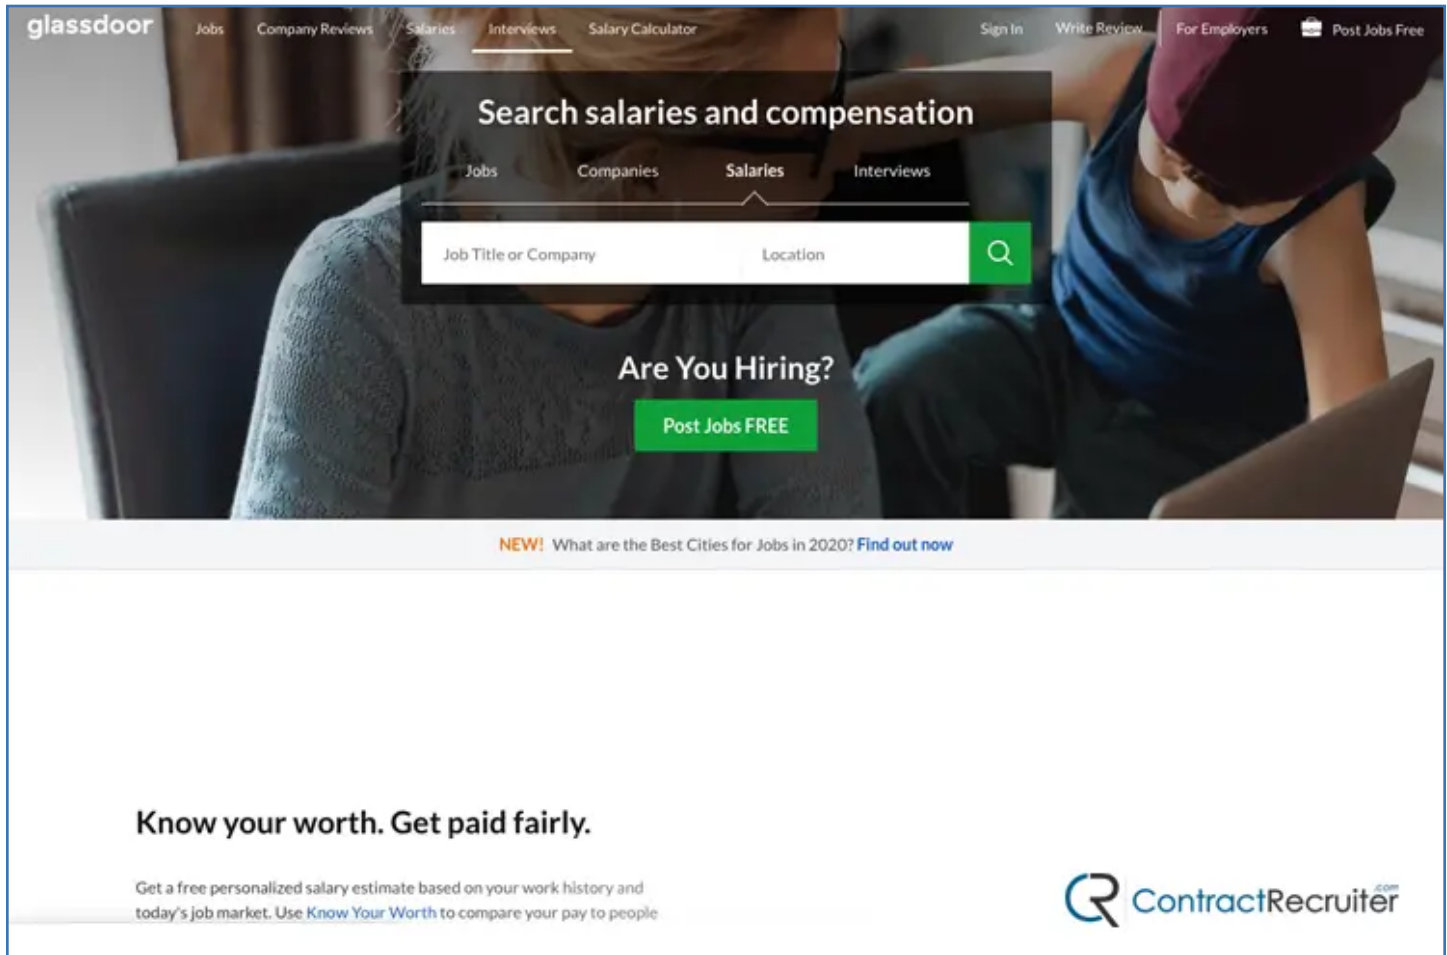 glassdoor Jobs Company Reviews Salaries Interviews Salary Calculator Sign In Write Review For Employers Post Jobs Free
Search salaries and compensation
Jobs Companies Salaries Interviews
Job Title or Company Location
Are You Hiring?
Post Jobs FREE
NEW! What are the Best Cities for Jobs in 2020? Find out now
Know your worth. Get paid fairly.
Get a free personalized salary estimate based on your work history and
today's job market. Use Know Your Worth to compare your pay to people
CR ContractRecruiter.com